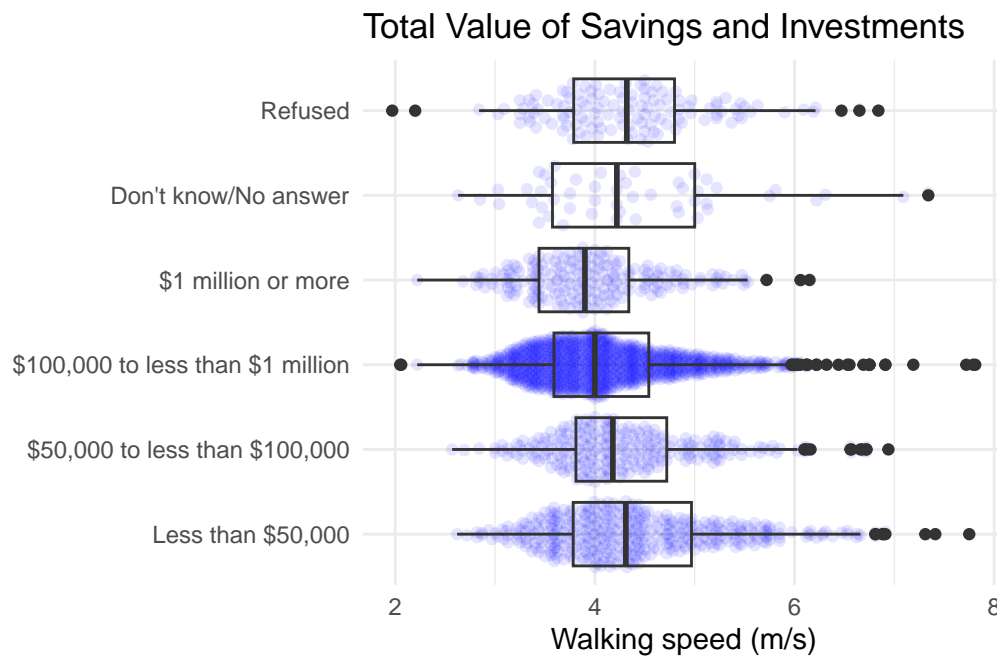 Total Value of Savings and Investments
Refused
Don't know/No answer
$1 million or more
$100,000 to less than $1 million
$50,000 to less than $100,000
Less than $50,000
2 4 6 8
Walking speed (m/s)